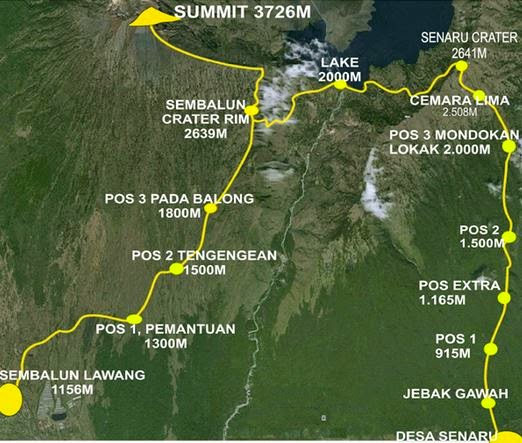 SUMMIT 3726M
SENARU CRATER
2641M
LAKE
2000M
SEMBALUN
CRATER RIM
2639M
CEMARA LIMA
2.508M
POS 3 MONDOKAN
LOKAK 2.000M
POS 3 PADA BALONG
1800M
POS 2
1.500M
POS 2 TENGENGEAN
1500M
POS EXTRA
1.165M
POS 1, PEMANTUAN
1300M
POS 1
915M
SEMBALUN LAWANG
1156M
JEBAK GAWAH
DESA SENARU